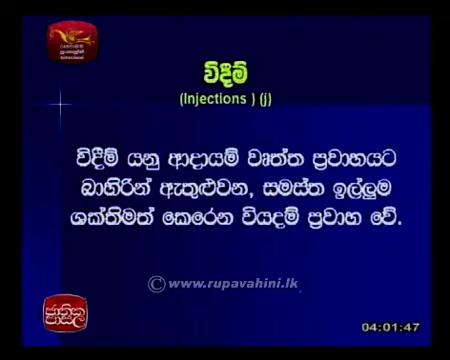 විදීම්
(Injections ) (j)
විදීම් යනු ආදායම් වෘත්ත ප්‍රවාහයට
බාහිරින් ඇතුළුවන, සමස්ත ඉල්ලුම
ශක්තිමත් කෙරෙන වියදම් ප්‍රවාහ වේ.
© www.rupavahini.lk
ජාතික
පාසල
04:01:47